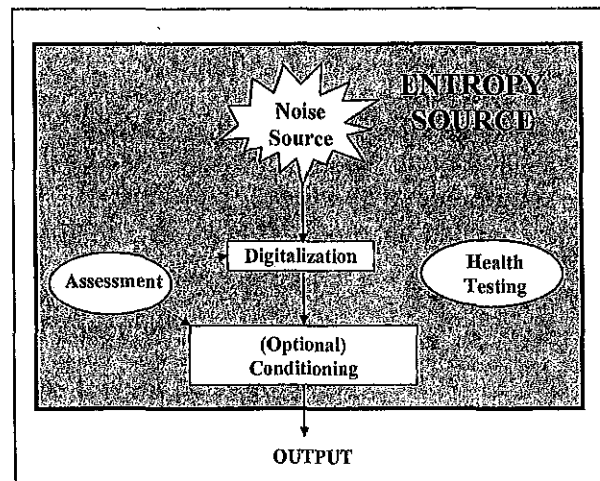 ENTROPY
SOURCE
Noise
Source
Digitalization
Assessment
Health
Testing
(Optional)
Conditioning
OUTPUT